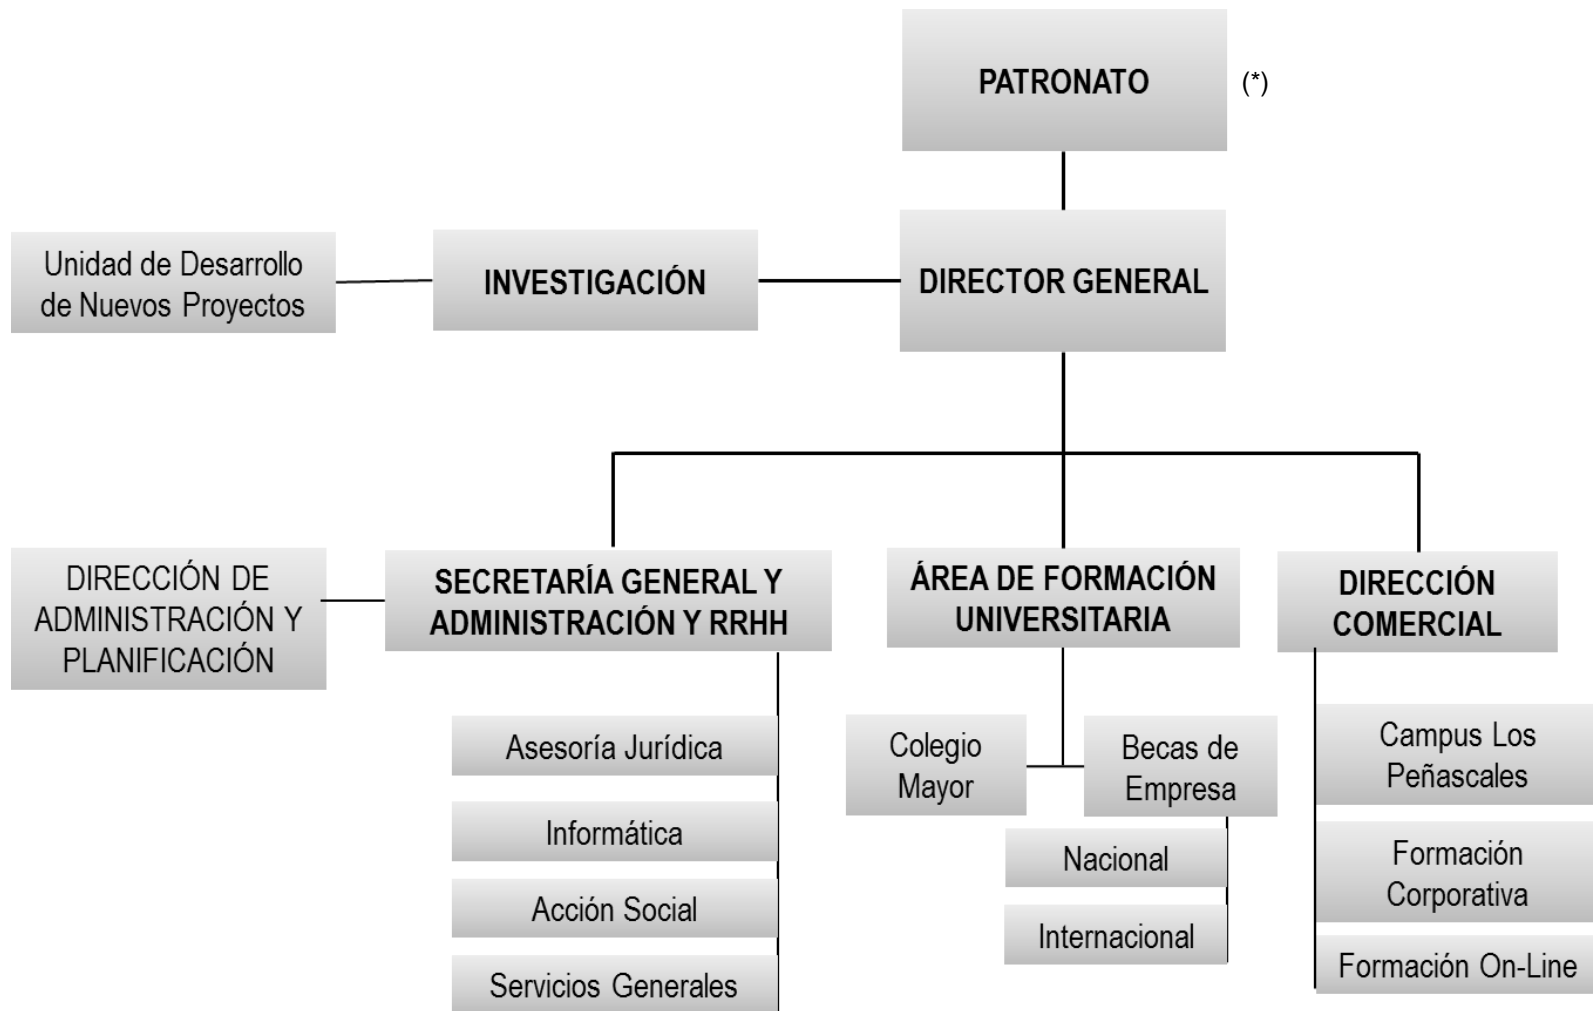 PATRONATO
(*)
Unidad de Desarrollo
de Nuevos Proyectos
INVESTIGACIÓN
DIRECTOR GENERAL
DIRECCIÓN DE
ADMINISTRACIÓN Y
PLANIFICACIÓN
SECRETARÍA GENERAL Y
ADMINISTRACIÓN Y RRHH
ÁREA DE FORMACIÓN
UNIVERSITARIA
DIRECCIÓN
COMERCIAL
Asesoría Jurídica
Informática
Acción Social
Servicios Generales
Colegio
Mayor
Becas de
Empresa
Nacional
Internacional
Campus Los
Peñascales
Formación
Corporativa
Formación On-Line